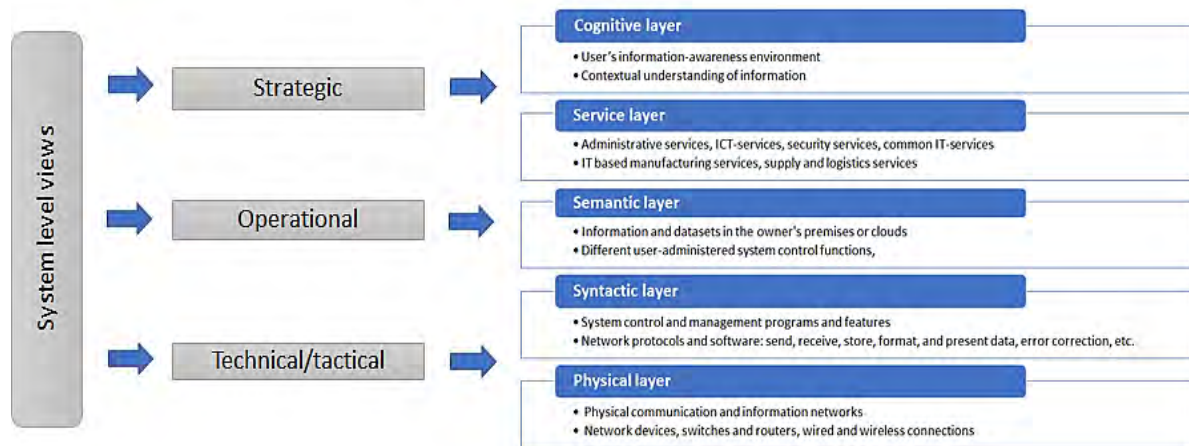 System level views
Strategic
Operational
Technical/tactical
Cognitive layer
• User's information-awareness environment
• Contextual understanding of information
Service layer
• Administrative services, ICT-services, security services, common IT-services
• IT based manufacturing services, supply and logistics services
Semantic layer
• Information and datasets in the owner's premises or clouds
• Different user-administered system control functions,
Syntactic layer
• System control and management programs and features
• Network protocols and software: send, receive, store, format, and present data, error correction, etc.
Physical layer
• Physical communication and information networks
• Network devices, switches and routers, wired and wireless connections